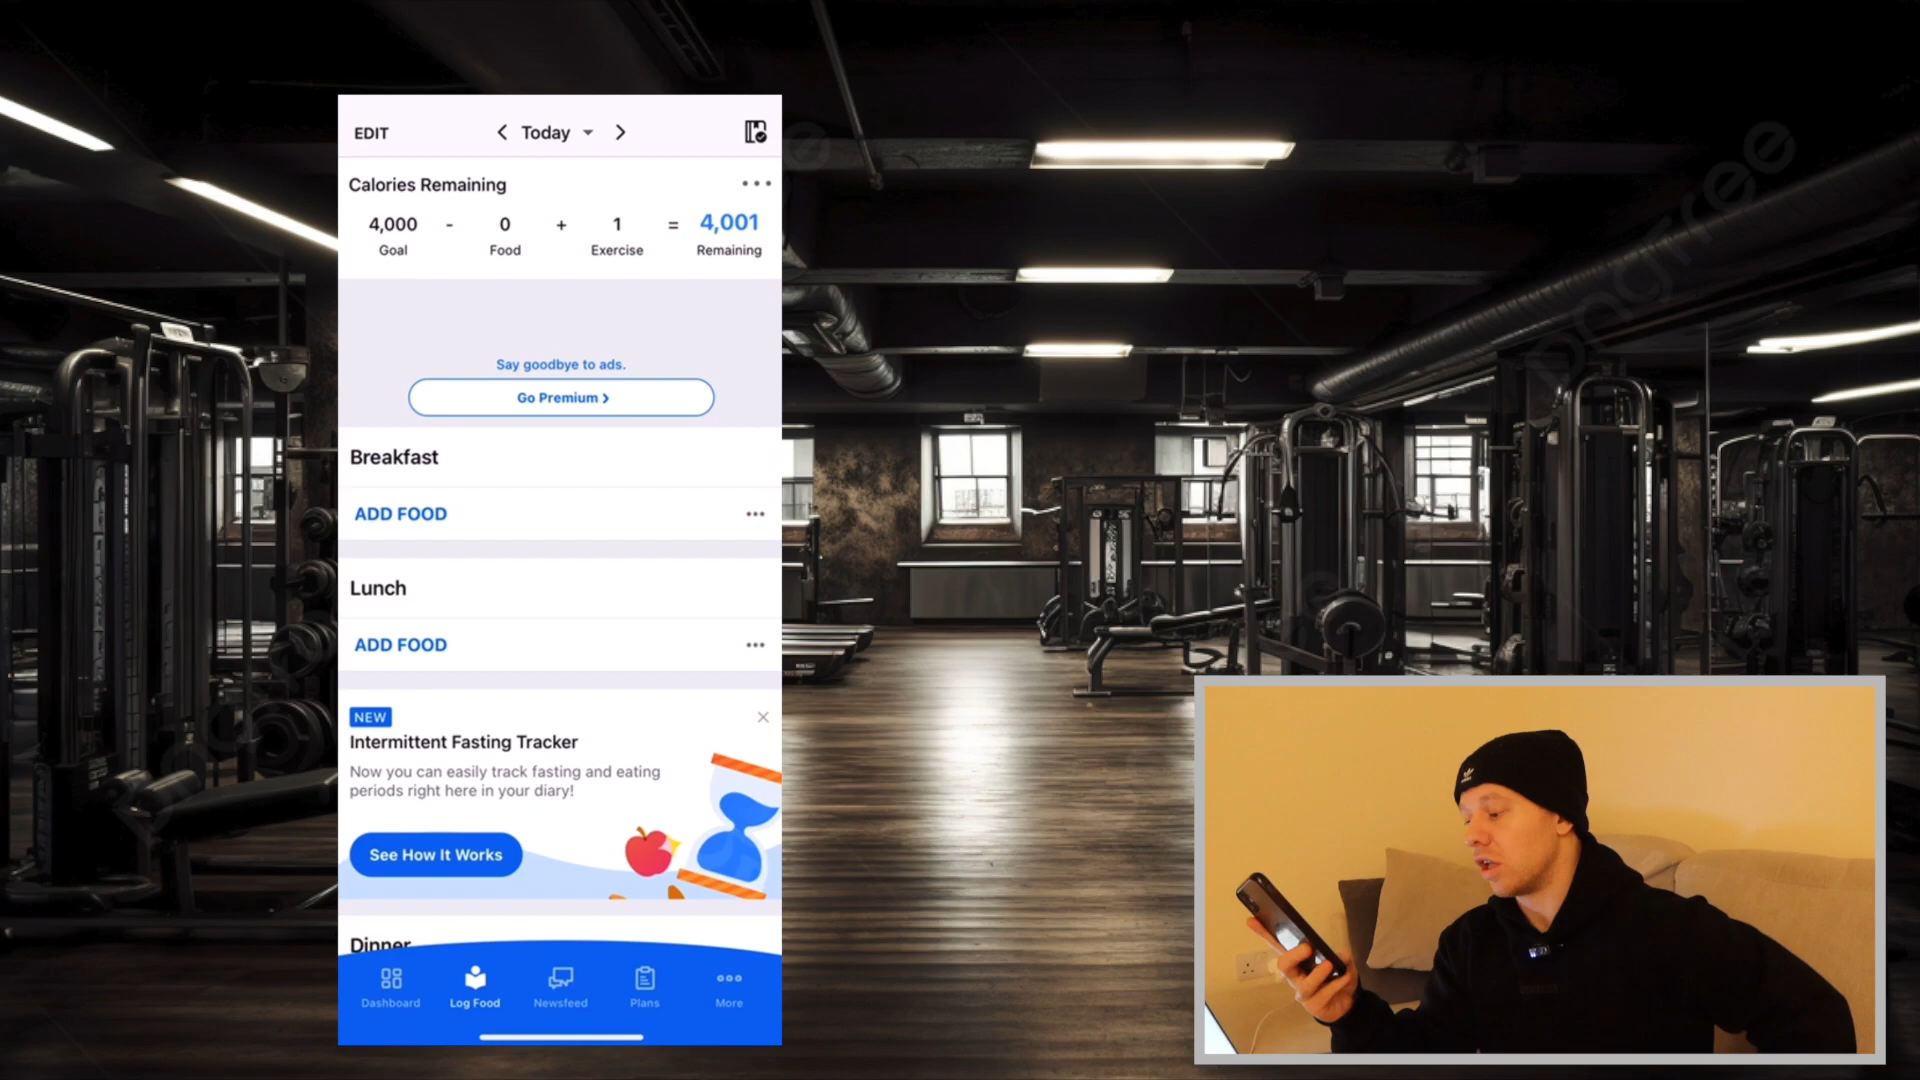 EDIT
Today
Calories Remaining
4,000 - 0 + 1 = 4,001
Goal Food Exercise Remaining
Say goodbye to ads.
Go Premium
Breakfast
ADD FOOD
Lunch
ADD FOOD
NEW
Intermittent Fasting Tracker
Now you can easily track fasting and eating
periods right here in your diary!
See How It Works
Dinner
Dashboard Log Food Newsfeed Plans More
pngtree